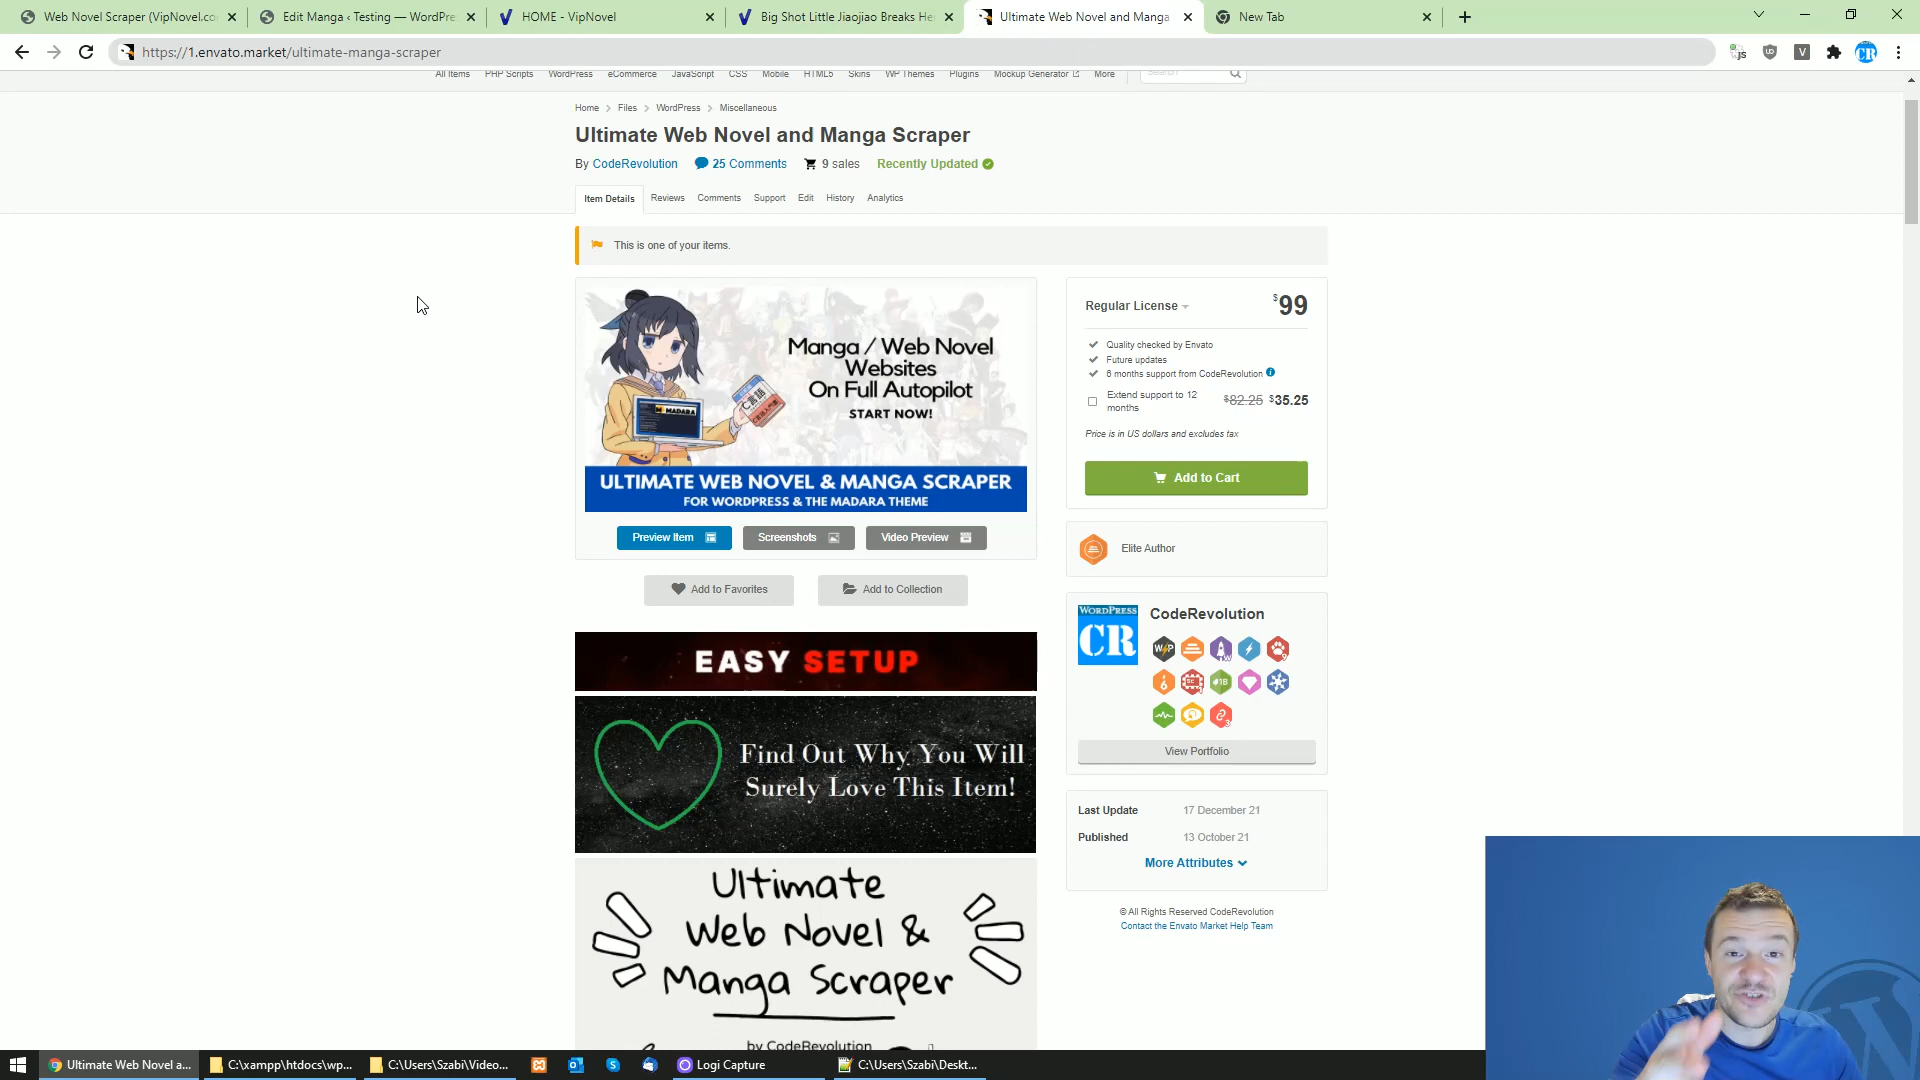 Web Novel Scraper (VipNovel.co
Edit Manga ‹ Testing — WordPre
HOME - VipNovel
Big Shot Little Jiaojiao Breaks He
Ultimate Web Novel and Manga
New Tab
https://1.envato.market/ultimate-manga-scraper
All Items PHP Scripts WordPress eCommerce JavaScript CSS Mobile HTML5 Skins WP Themes Plugins Mockup Generator More
Search
Home > Files > WordPress > Miscellaneous
Ultimate Web Novel and Manga Scraper
By CodeRevolution 25 Comments 9 sales Recently Updated
Item Details Reviews Comments Support Edit History Analytics
This is one of your items.
Manga / Web Novel
Websites
On Full Autopilot
START NOW!
MADARA
ULTIMATE WEB NOVEL & MANGA SCRAPER
FOR WORDPRESS & THE MADARA THEME
Preview Item
Screenshots
Video Preview
Add to Favorites
Add to Collection
EASY SETUP
Find Out Why You Will
Surely Love This Item!
Ultimate
Web Novel &
Manga Scraper
by CodeRevolution
Regular License
$99
Quality checked by Envato
Future updates
6 months support from CodeRevolution
Extend support to 12
months
$82.25 $35.25
Price is in US dollars and excludes tax
Add to Cart
Elite Author
WORDPRESS
CR
CodeRevolution
View Portfolio
Last Update 17 December 21
Published 13 October 21
More Attributes
© All Rights Reserved CodeRevolution
Contact the Envato Market Help Team
Ultimate Web Novel a...
C:\xampp\htdocs\wp...
C:\Users\Szabi\Video...
Logi Capture
C:\Users\Szabi\Deskt...